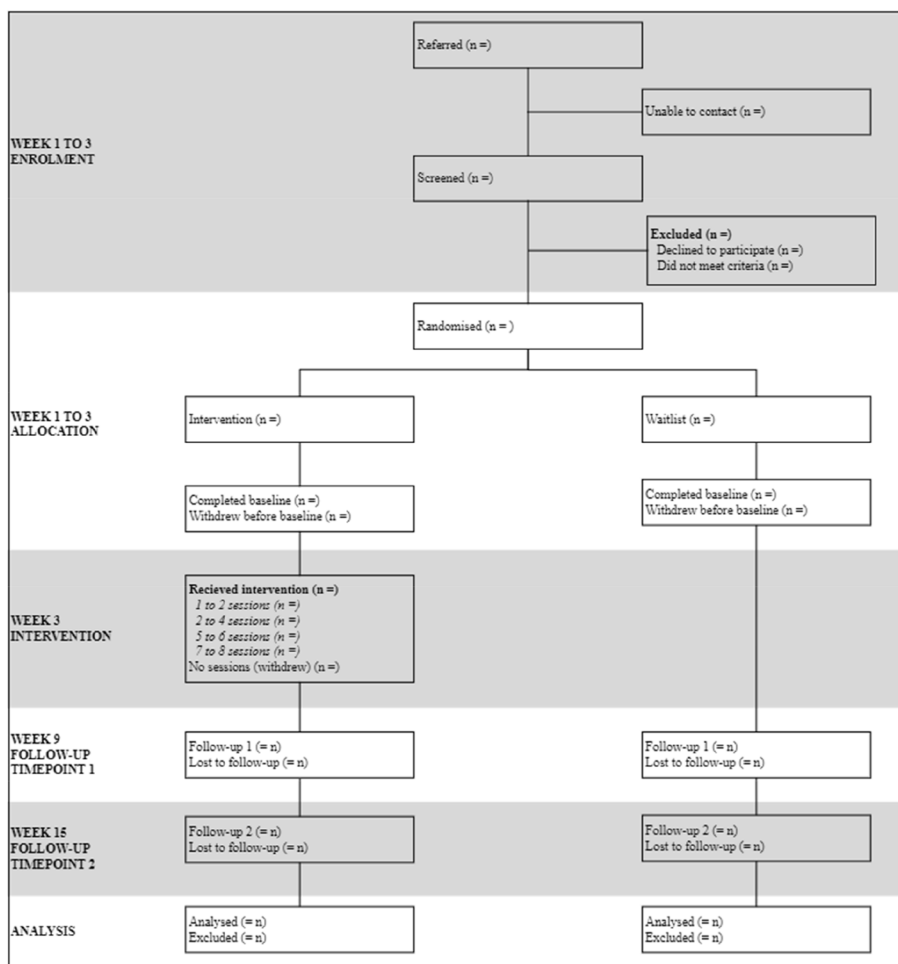 Referred (n =)
Unable to contact (n =)
WEEK 1 TO 3
ENROLMENT
Screened (n =)
Excluded (n =)
Declined to participate (n =)
Did not meet criteria (n =)
Randomised (n = )
WEEK 1 TO 3
ALLOCATION
Intervention (n =)
Waitlist (n =)
Completed baseline (n =)
Withdrew before baseline (n =)
Completed baseline (n =)
Withdrew before baseline (n =)
WEEK 3
INTERVENTION
Recieved intervention (n =)
1 to 2 sessions (n =)
2 to 4 sessions (n =)
5 to 6 sessions (n =)
7 to 8 sessions (n =)
No sessions (withdrew) (n =)
WEEK 9
FOLLOW-UP
TIMEPOINT 1
Follow-up 1 (= n)
Lost to follow-up (= n)
Follow-up 1 (= n)
Lost to follow-up (= n)
WEEK 15
FOLLOW-UP
TIMEPOINT 2
Follow-up 2 (= n)
Lost to follow-up (= n)
Follow-up 2 (= n)
Lost to follow-up (= n)
ANALYSIS
Analysed (= n)
Excluded (= n)
Analysed (= n)
Excluded (= n)